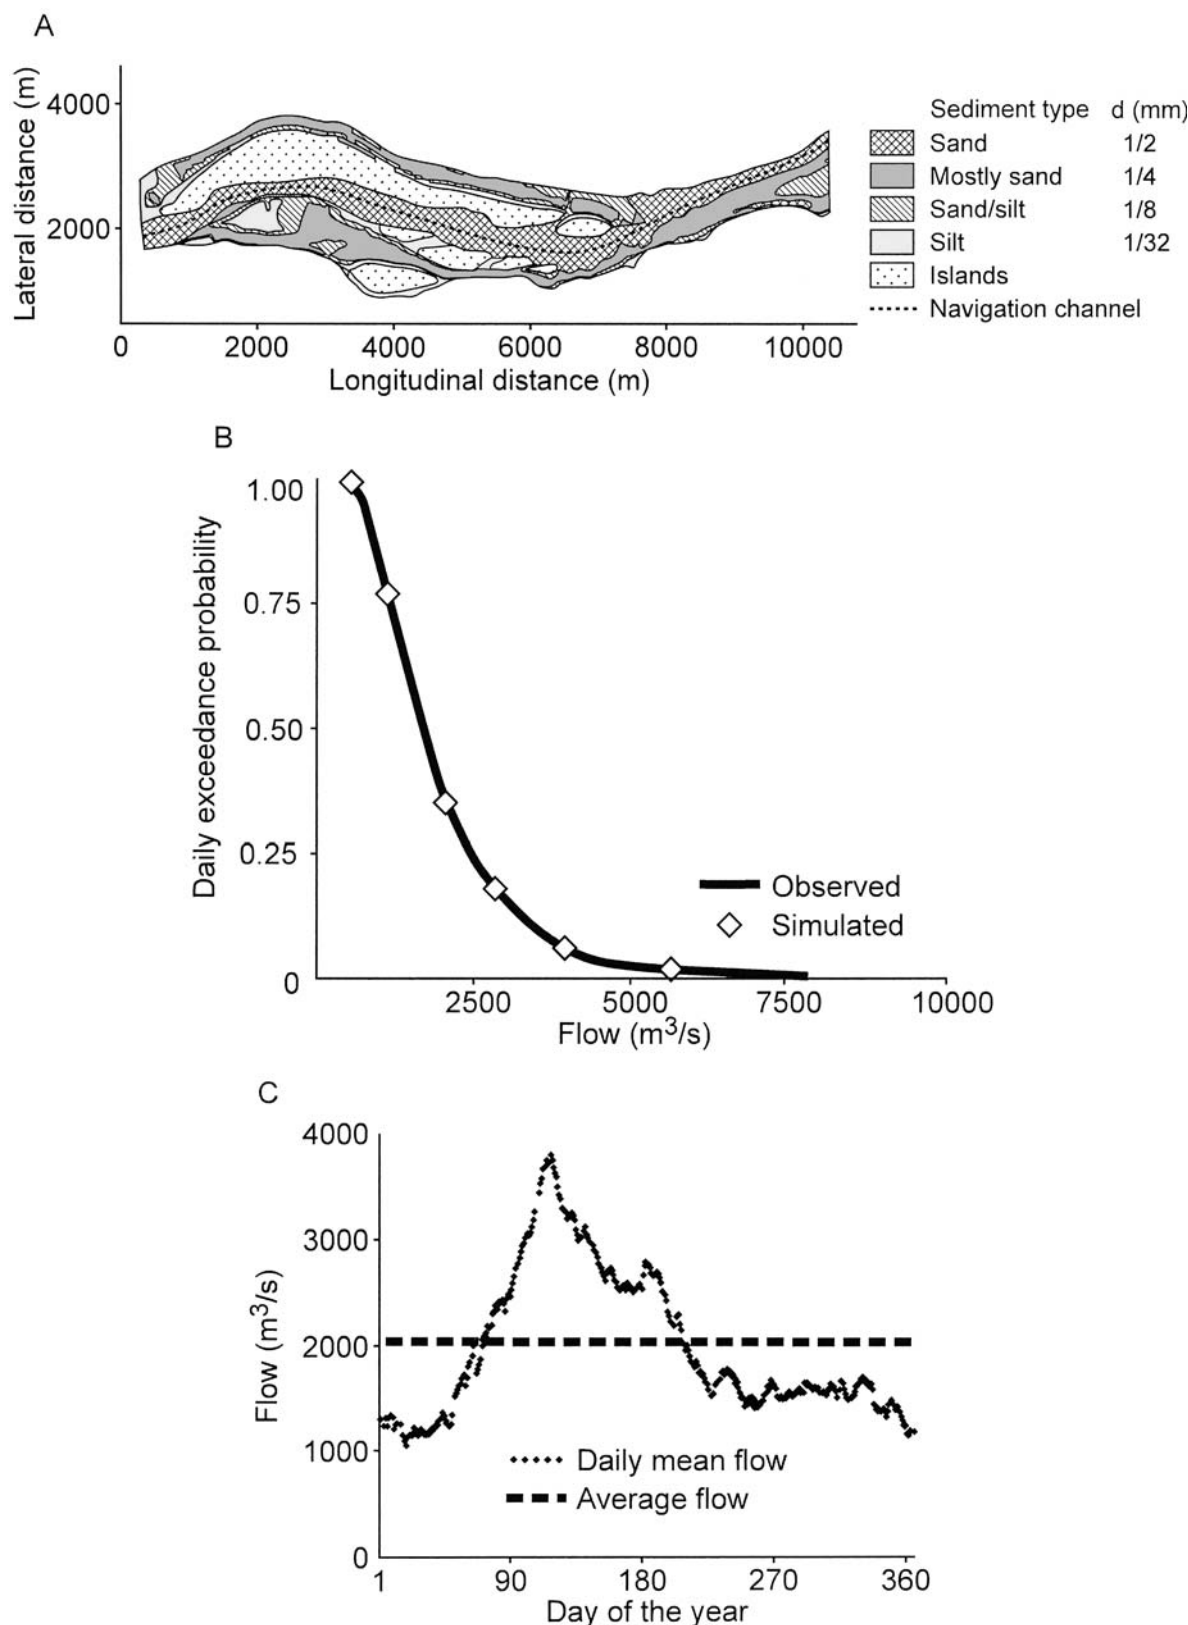 A
Lateral distance (m)
4000
2000
0 2000 4000 6000 8000 10000
Longitudinal distance (m)
Sediment type d (mm)
Sand 1/2
Mostly sand 1/4
Sand/silt 1/8
Silt 1/32
Islands
Navigation channel
B
Daily exceedance probability
1.00
0.75
0.50
0.25
0
2500 5000 7500 10000
Flow (m³/s)
Observed
Simulated
C
Flow (m³/s)
4000
3000
2000
1000
0
Daily mean flow
Average flow
1 90 180 270 360
Day of the year